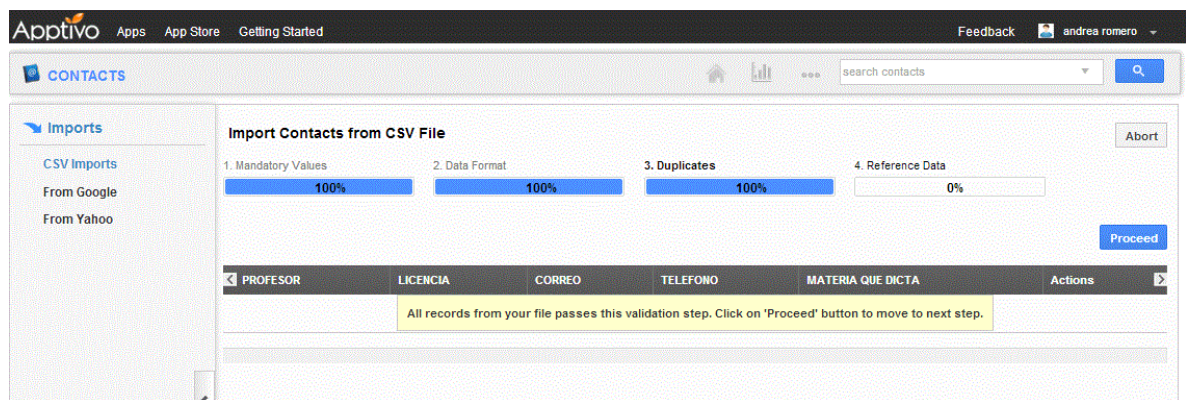 Apptivo Apps App Store Getting Started Feedback andrea romero
CONTACTS search contacts
Imports
CSV Imports
From Google
From Yahoo
Import Contacts from CSV File Abort
1. Mandatory Values 2. Data Format 3. Duplicates 4. Reference Data
100% 100% 100% 0%
Proceed
PROFESOR LICENCIA CORREO TELEFONO MATERIA QUE DICTA Actions
All records from your file passes this validation step. Click on 'Proceed' button to move to next step.